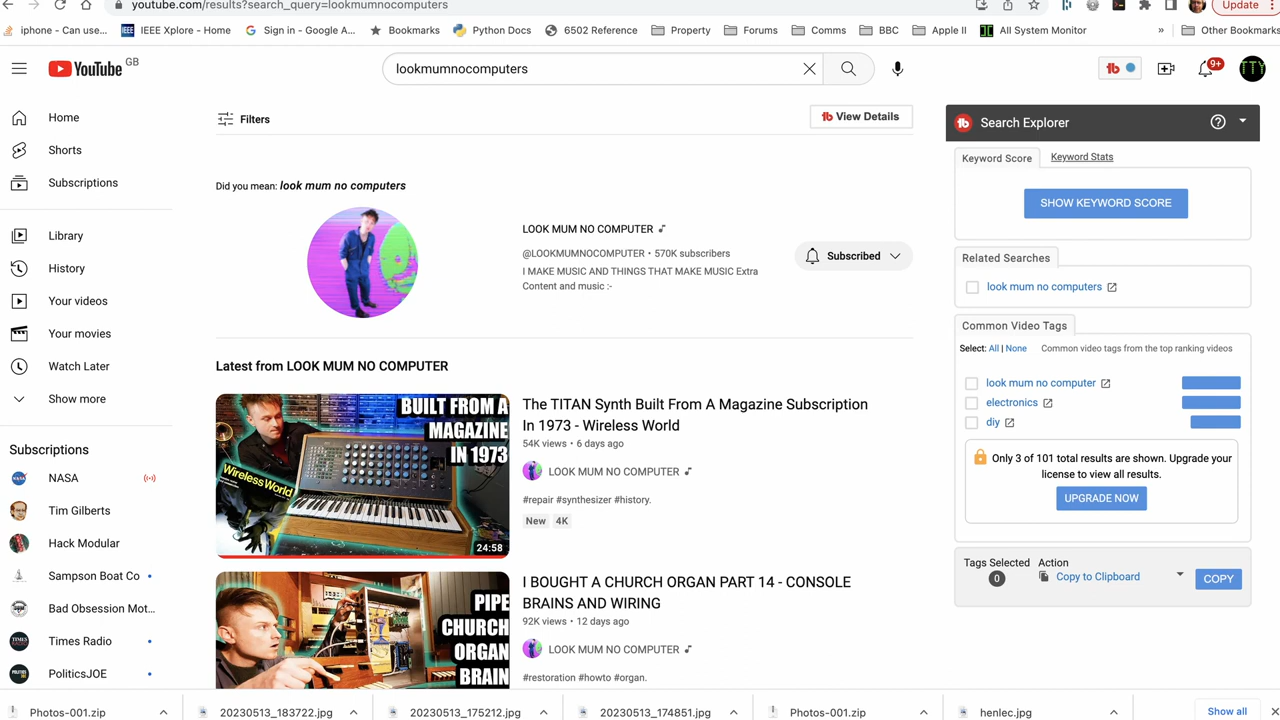 youtube.com/results?search_query=lookmumnocomputers
Update
iphone - Can use...
IEEE Xplore - Home
Sign in - Google A...
Bookmarks
Python Docs
6502 Reference
Property
Forums
Comms
BBC
Apple II
All System Monitor
»
Other Bookmarks
YouTube GB
lookmumnocomputers
9+
TTY
Home
Shorts
Subscriptions
Library
History
Your videos
Your movies
Watch Later
Show more
Subscriptions
NASA
Tim Gilberts
Hack Modular
Sampson Boat Co
Bad Obsession Mot...
Times Radio
PoliticsJOE
Filters
View Details
Did you mean: look mum no computers
LOOK MUM NO COMPUTER
@LOOKMUMNOCOMPUTER • 570K subscribers
I MAKE MUSIC AND THINGS THAT MAKE MUSIC Extra
Content and music :-
Subscribed
Latest from LOOK MUM NO COMPUTER
BUILT FROM A
MAGAZINE
IN 1973
Wireless World
24:58
The TITAN Synth Built From A Magazine Subscription
In 1973 - Wireless World
54K views • 6 days ago
LOOK MUM NO COMPUTER
#repair #synthesizer #history.
New
4K
PIPE
CHURCH
ORGAN
BRAIN
I BOUGHT A CHURCH ORGAN PART 14 - CONSOLE
BRAINS AND WIRING
92K views • 12 days ago
LOOK MUM NO COMPUTER
#restoration #howto #organ.
Search Explorer
Keyword Score
Keyword Stats
SHOW KEYWORD SCORE
Related Searches
look mum no computers
Common Video Tags
Select: All | None
Common video tags from the top ranking videos
look mum no computer
electronics
diy
Only 3 of 101 total results are shown. Upgrade your
license to view all results.
UPGRADE NOW
Tags Selected
0
Action
Copy to Clipboard
COPY
Photos-001.zip
20230513_183722.jpg
20230513_175212.jpg
20230513_174851.jpg
Photos-001.zip
henlec.jpg
Show all